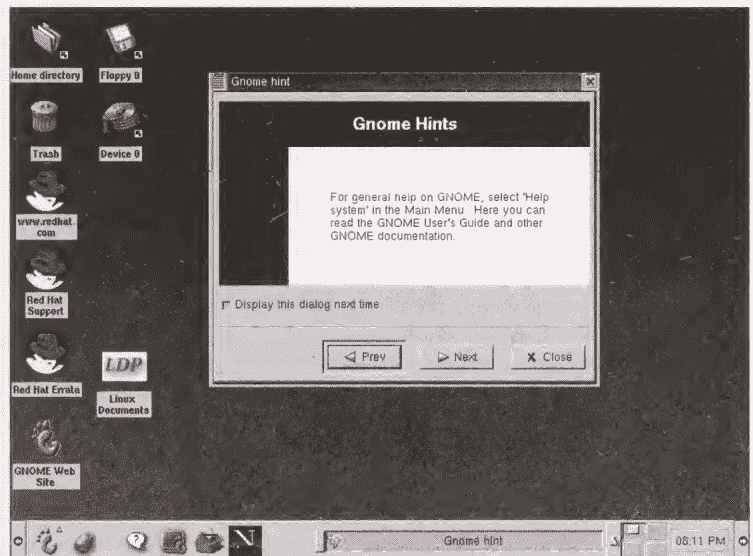 Home directory
Floppy 0
Trash
Device 0
www.redhat.
com
Red Hat
Support
Red Hat Errata
LDP
Linux
Documents
GNOME Web
Site
Gnome hint
Gnome Hints
For general help on GNOME, select 'Help
system' in the Main Menu Here you can
read the GNOME User's Guide and other
GNOME documentation.
Display this dialog next time
Prev
Next
X Close
N
Gnome hint
08:11 PM